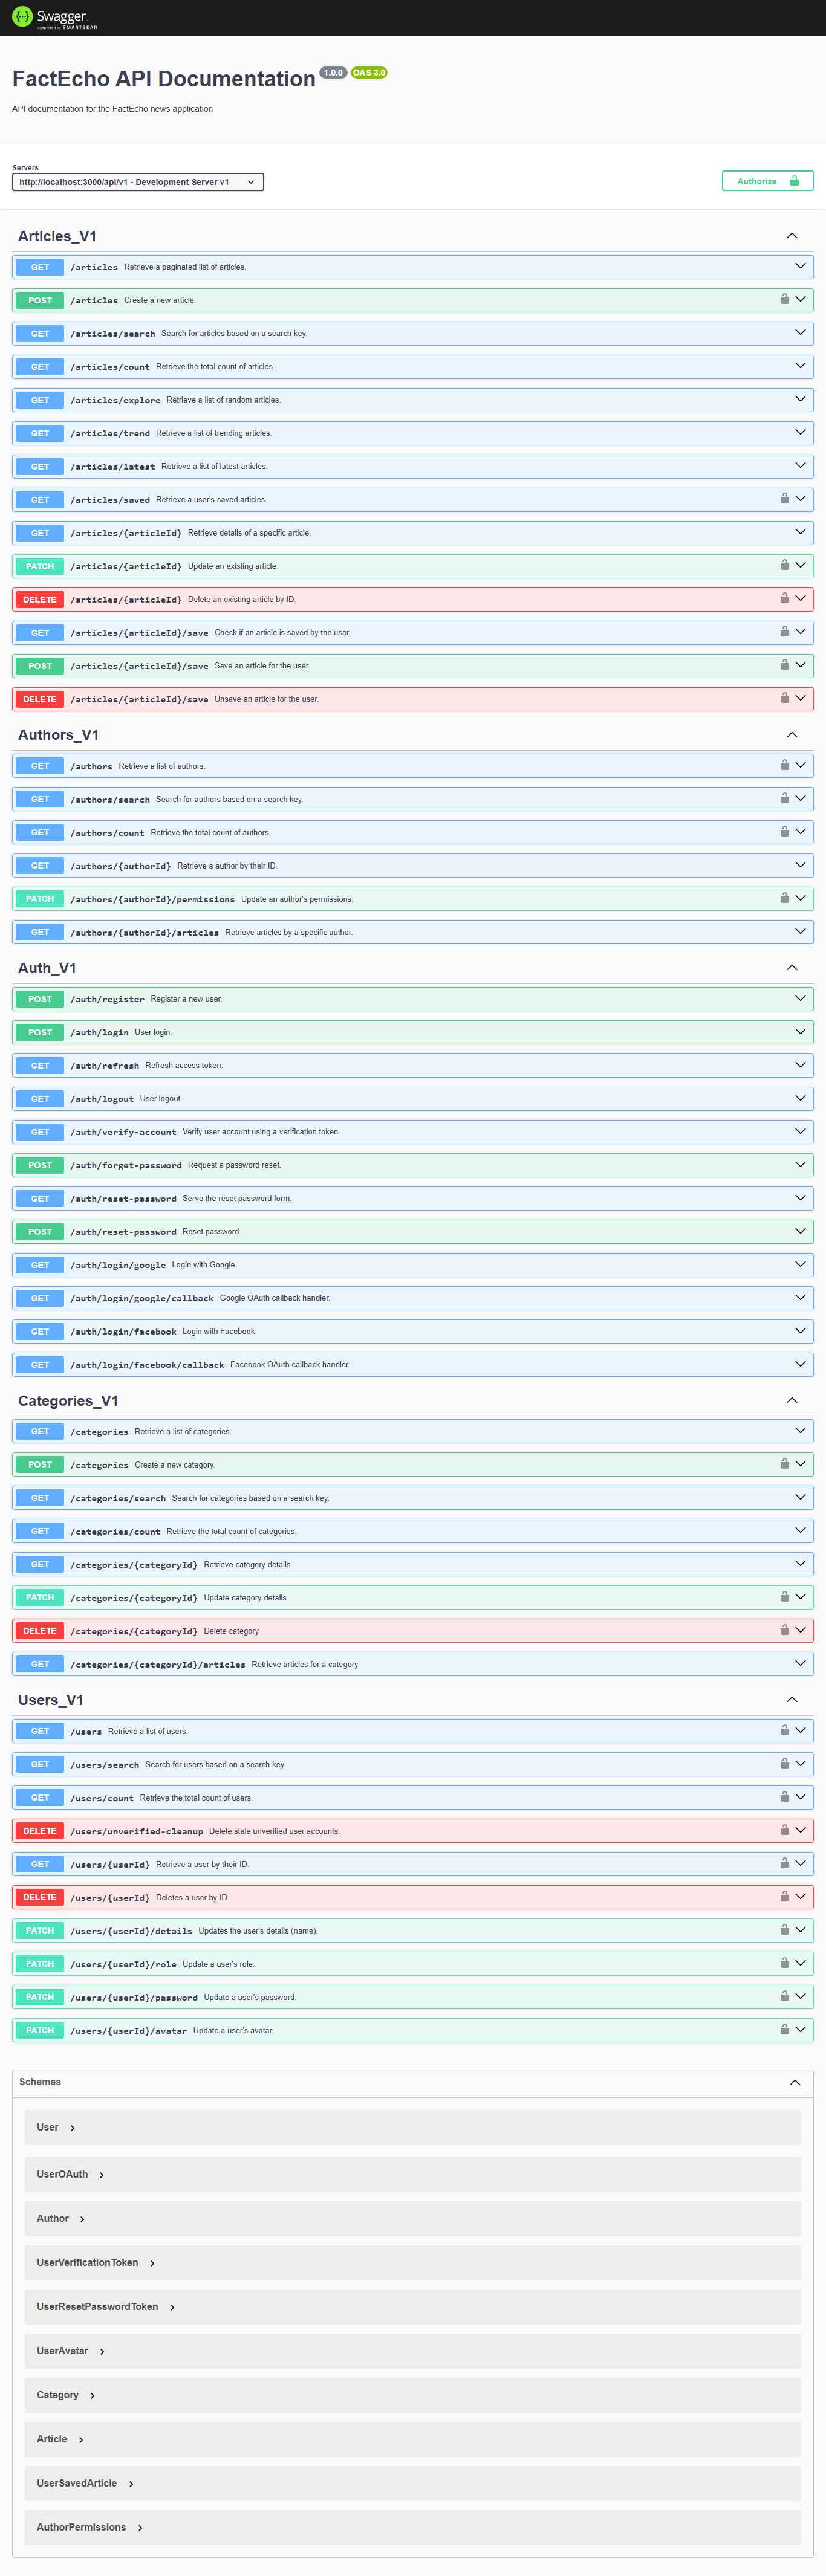 Swagger.
Supported by SMARTBEAR
FactEcho API Documentation 1.0.0 OAS 3.0
API documentation for the FactEcho news application
Servers
http://localhost:3000/api/v1 - Development Server v1
Authorize
Articles_V1
GET /articles Retrieve a paginated list of articles.
POST /articles Create a new article.
GET /articles/search Search for articles based on a search key.
GET /articles/count Retrieve the total count of articles.
GET /articles/explore Retrieve a list of random articles.
GET /articles/trend Retrieve a list of trending articles.
GET /articles/latest Retrieve a list of latest articles.
GET /articles/saved Retrieve a user's saved articles.
GET /articles/{articleId} Retrieve details of a specific article.
PATCH /articles/{articleId} Update an existing article.
DELETE /articles/{articleId} Delete an existing article by ID.
GET /articles/{articleId}/save Check if an article is saved by the user.
POST /articles/{articleId}/save Save an article for the user.
DELETE /articles/{articleId}/save Unsave an article for the user.
Authors_V1
GET /authors Retrieve a list of authors.
GET /authors/search Search for authors based on a search key.
GET /authors/count Retrieve the total count of authors.
GET /authors/{authorId} Retrieve a author by their ID.
PATCH /authors/{authorId}/permissions Update an author's permissions.
GET /authors/{authorId}/articles Retrieve articles by a specific author.
Auth_V1
POST /auth/register Register a new user.
POST /auth/login User login.
GET /auth/refresh Refresh access token.
GET /auth/logout User logout.
GET /auth/verify-account Verify user account using a verification token.
POST /auth/forget-password Request a password reset.
GET /auth/reset-password Serve the reset password form.
POST /auth/reset-password Reset password.
GET /auth/login/google Login with Google.
GET /auth/login/google/callback Google OAuth callback handler.
GET /auth/login/facebook Login with Facebook.
GET /auth/login/facebook/callback Facebook OAuth callback handler.
Categories_V1
GET /categories Retrieve a list of categories.
POST /categories Create a new category.
GET /categories/search Search for categories based on a search key.
GET /categories/count Retrieve the total count of categories.
GET /categories/{categoryId} Retrieve category details
PATCH /categories/{categoryId} Update category details
DELETE /categories/{categoryId} Delete category
GET /categories/{categoryId}/articles Retrieve articles for a category
Users_V1
GET /users Retrieve a list of users.
GET /users/search Search for users based on a search key.
GET /users/count Retrieve the total count of users.
DELETE /users/unverified-cleanup Delete stale unverified user accounts.
GET /users/{userId} Retrieve a user by their ID.
DELETE /users/{userId} Deletes a user by ID.
PATCH /users/{userId}/details Updates the user's details (name).
PATCH /users/{userId}/role Update a user's role.
PATCH /users/{userId}/password Update a user's password.
PATCH /users/{userId}/avatar Update a user's avatar.
Schemas
User
UserOAuth
Author
UserVerificationToken
UserResetPasswordToken
UserAvatar
Category
Article
UserSavedArticle
AuthorPermissions